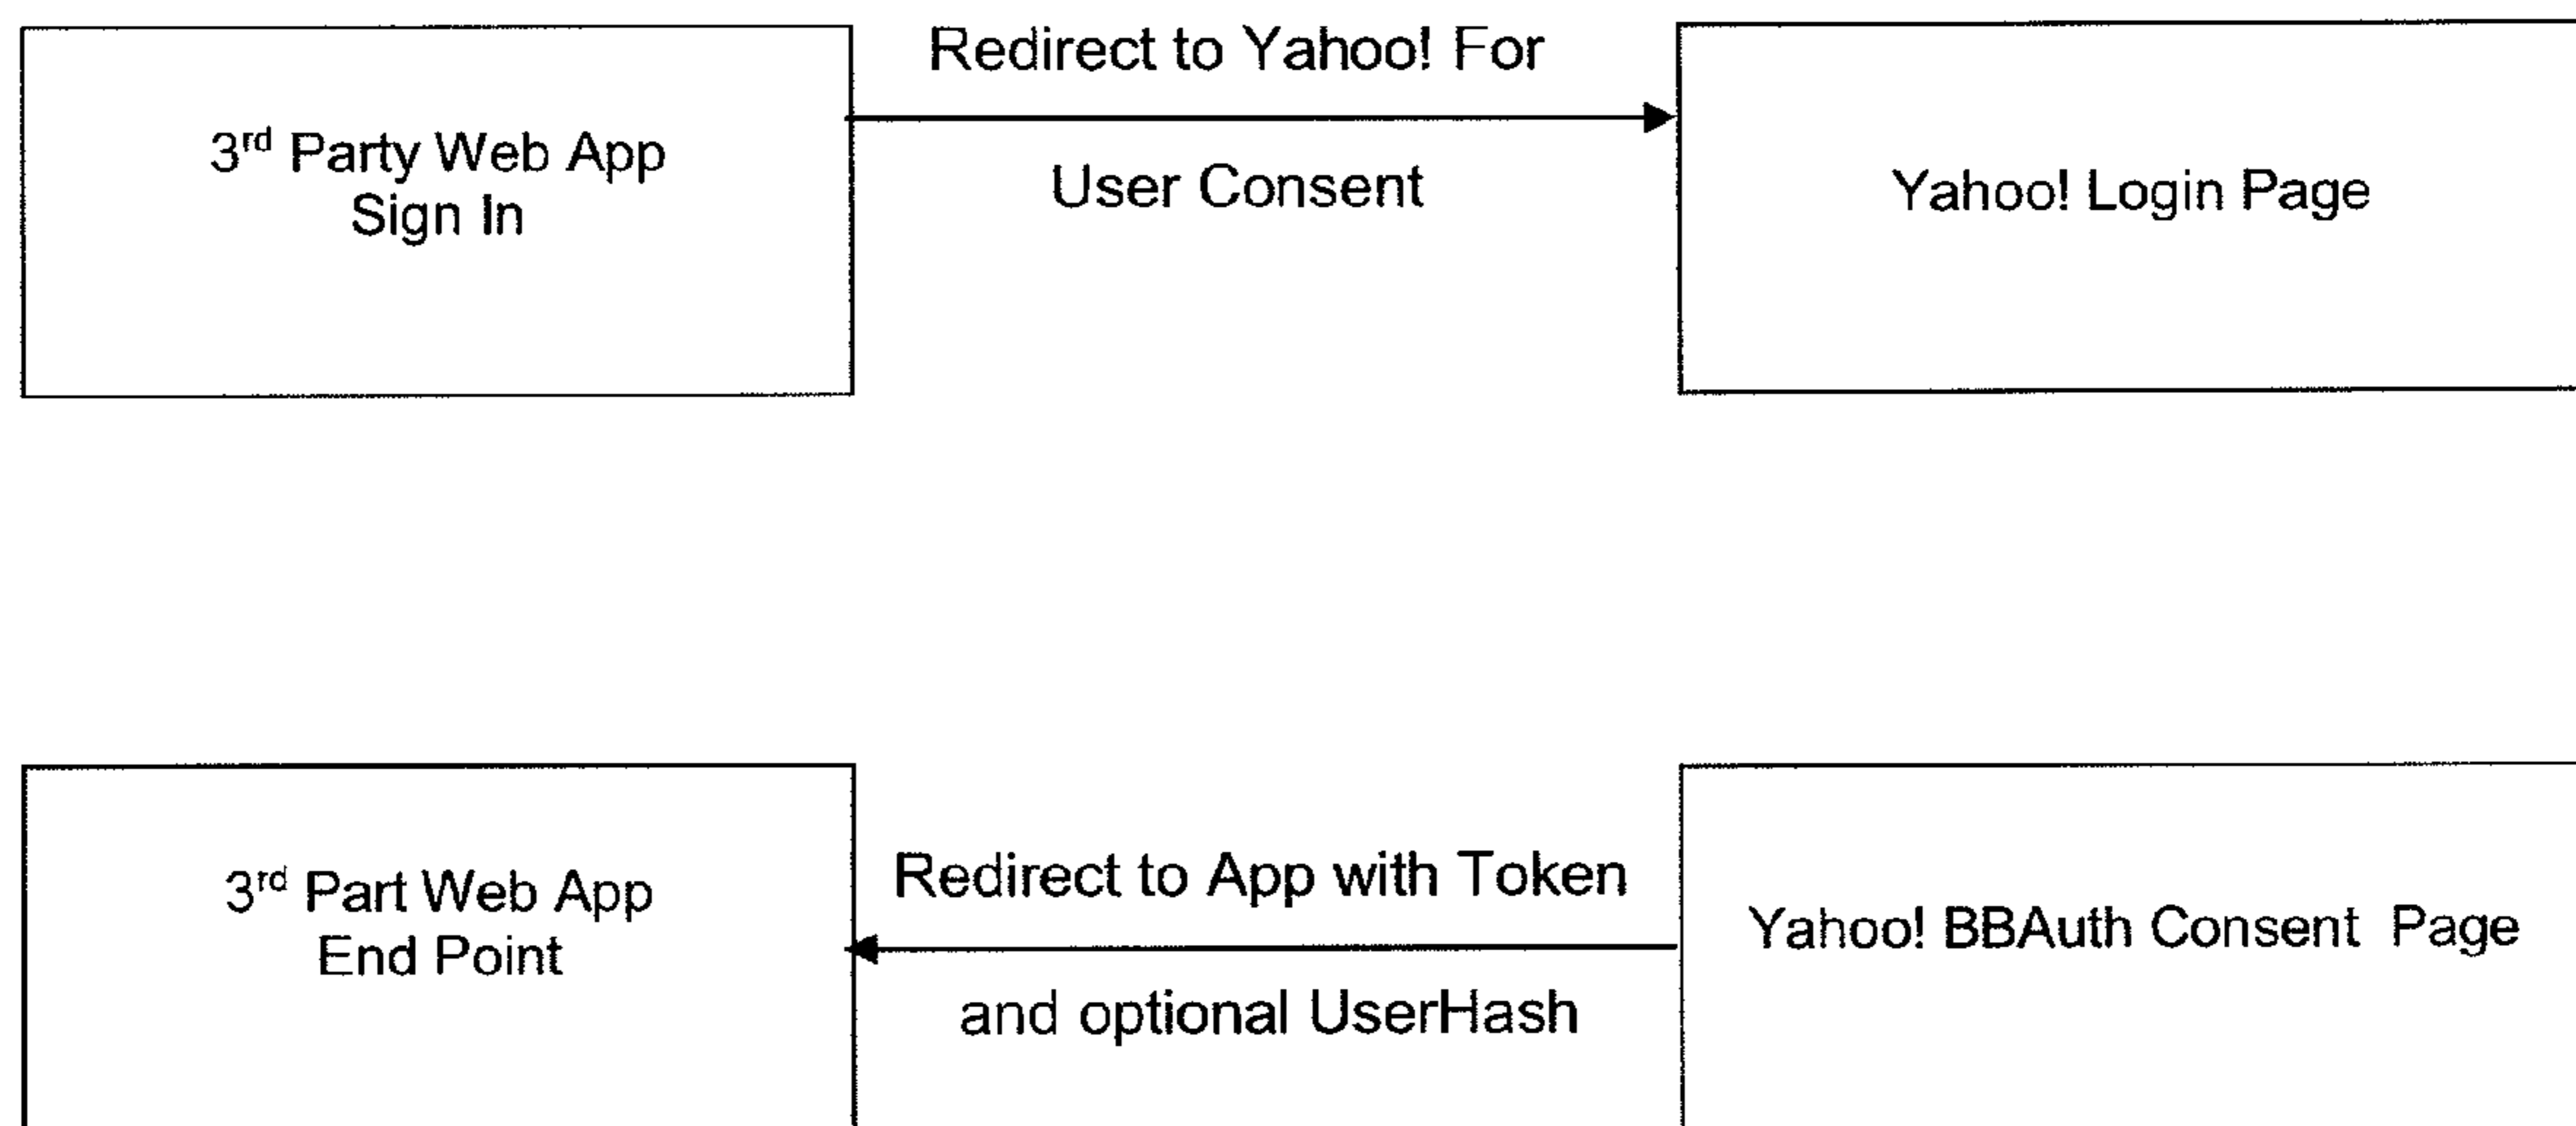 3rd Party Web App
Sign In
Redirect to Yahoo! For
User Consent
Yahoo! Login Page
3rd Part Web App
End Point
Redirect to App with Token
and optional UserHash
Yahoo! BBAuth Consent Page